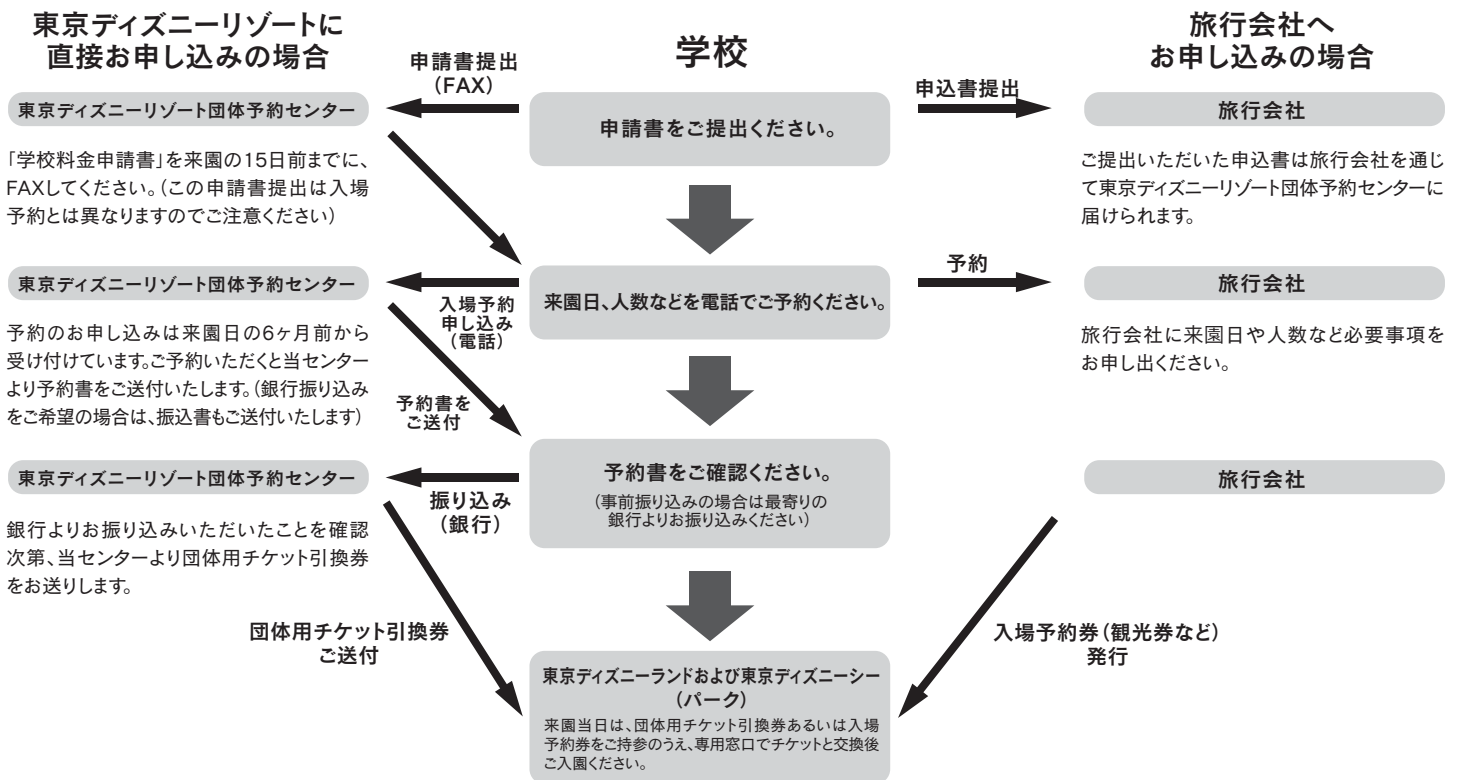 東京ディズニーリゾートに
直接お申し込みの場合
学校
旅行会社へ
お申し込みの場合
申請書提出
（FAX）
申込書提出
東京ディズニーリゾート団体予約センター
申請書をご提出ください。
旅行会社
「学校料金申請書」を来園の15日前までに、
FAXしてください。（この申請書提出は入場
予約とは異なりますのでご注意ください）
ご提出いただいた申込書は旅行会社を通じ
て東京ディズニーリゾート団体予約センターに
届けられます。
予約
東京ディズニーリゾート団体予約センター
入場予約
申し込み
（電話）
来園日、人数などを電話でご予約ください。
旅行会社
予約のお申し込みは来園日の6ヶ月前から
受け付けています。ご予約いただくと当センター
より予約書をご送付いたします。（銀行振り込み
をご希望の場合は、振込書もご送付いたします）
旅行会社に来園日や人数など必要事項を
お申し出ください。
予約書を
ご送付
東京ディズニーリゾート団体予約センター
振り込み
（銀行）
予約書をご確認ください。
（事前振り込みの場合は最寄りの
銀行よりお振込みください）
旅行会社
銀行よりお振り込みいただいたことを確認
次第、当センターより団体用チケット引換券
をお送りします。
団体用チケット引換券
ご送付
入場予約券（観光券など）
発行
東京ディズニーランドおよび東京ディズニーシー
（パーク）
来園当日は、団体用チケット引換券あるいは入場
予約券をご持参のうえ、専用窓口でチケットと交換後
ご入園ください。